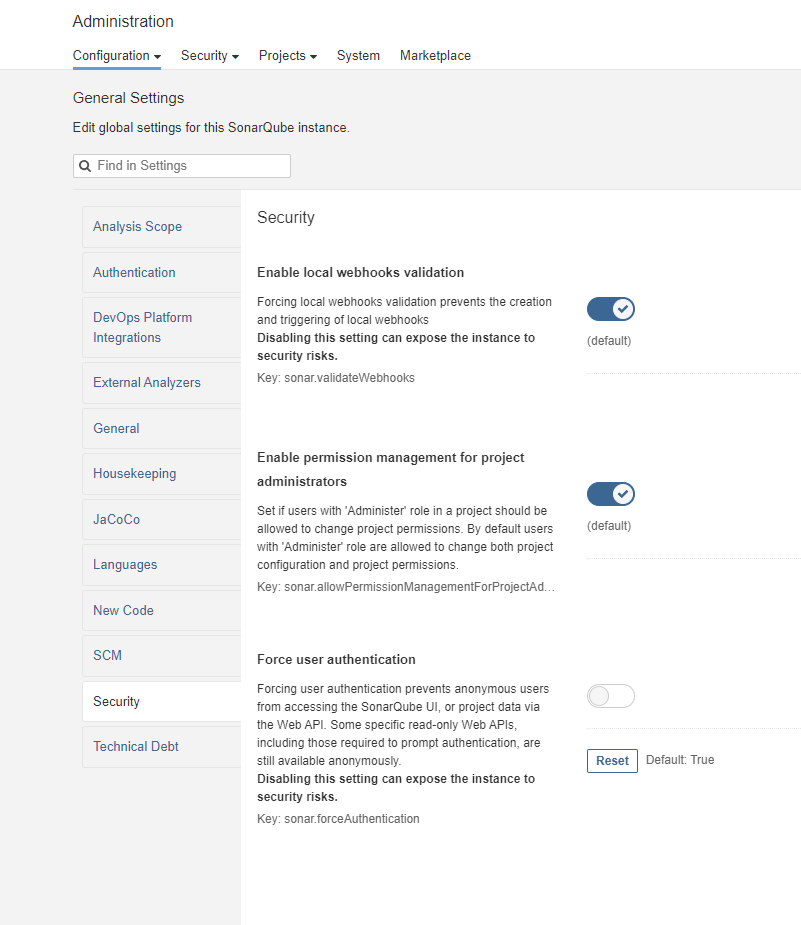 Administration
Configuration Security Projects System Marketplace
General Settings
Edit global settings for this SonarQube instance.
Find in Settings
Analysis Scope
Authentication
DevOps Platform
Integrations
External Analyzers
General
Housekeeping
JaCoCo
Languages
New Code
SCM
Security
Technical Debt
Security
Enable local webhooks validation
Forcing local webhooks validation prevents the creation
and triggering of local webhooks
Disabling this setting can expose the instance to
security risks.
Key: sonar.validateWebhooks
(default)
Enable permission management for project
administrators
Set if users with 'Administer' role in a project should be
allowed to change project permissions. By default users
with 'Administer' role are allowed to change both project
configuration and project permissions.
Key: sonar.allowPermissionManagementForProjectAd...
(default)
Force user authentication
Forcing user authentication prevents anonymous users
from accessing the SonarQube UI, or project data via
the Web API. Some specific read-only Web APIs,
including those required to prompt authentication, are
still available anonymously.
Disabling this setting can expose the instance to
security risks.
Key: sonar.forceAuthentication
Reset Default: True